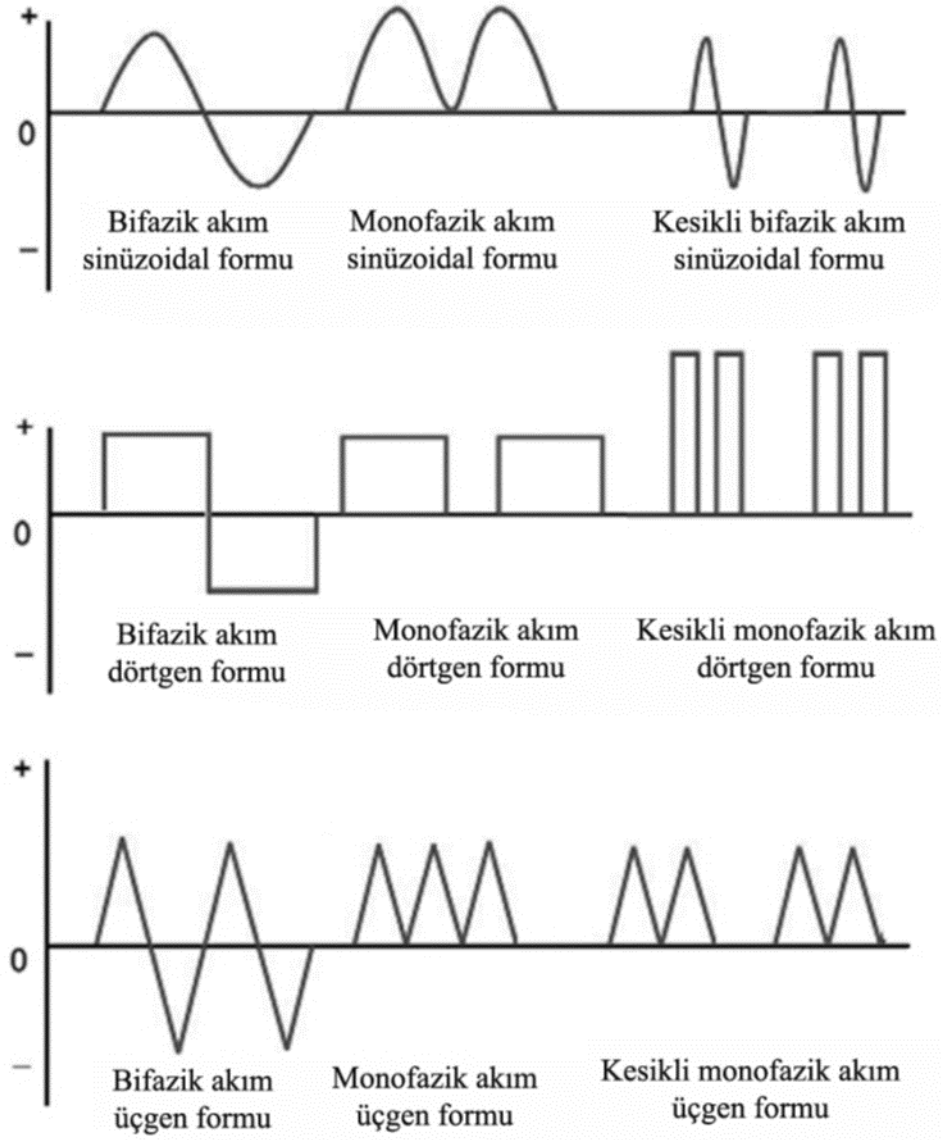 +
0
−
Bifazik akım
sinüzoidal formu
Monofazik akım
sinüzoidal formu
Kesikli bifazik akım
sinüzoidal formu
+
0
−
Bifazik akım
dörtgen formu
Monofazik akım
dörtgen formu
Kesikli monofazik akım
dörtgen formu
+
0
−
Bifazik akım
üçgen formu
Monofazik akım
üçgen formu
Kesikli monofazik akım
üçgen formu